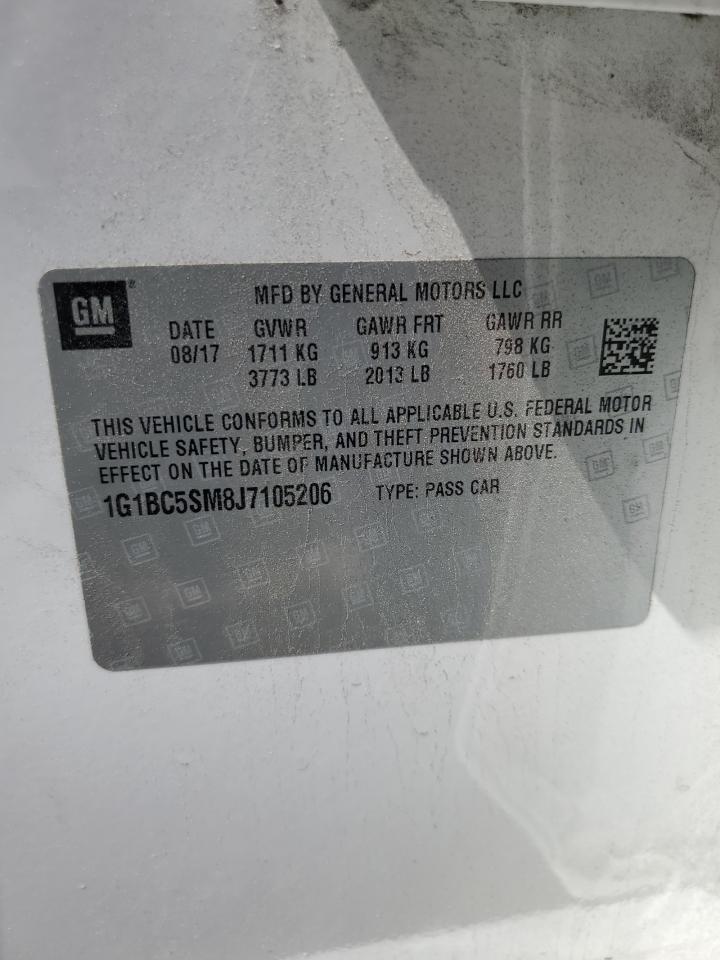 GM
MFD BY GENERAL MOTORS LLC
DATE GVWR GAWR FRT GAWR RR
08/17 1711 KG 913 KG 798 KG
3773 LB 2013 LB 1760 LB
THIS VEHICLE CONFORMS TO ALL APPLICABLE U.S. FEDERAL MOTOR
VEHICLE SAFETY, BUMPER, AND THEFT PREVENTION STANDARDS IN
EFFECT ON THE DATE OF MANUFACTURE SHOWN ABOVE.
1G1BC5SM8J7105206 TYPE: PASS CAR